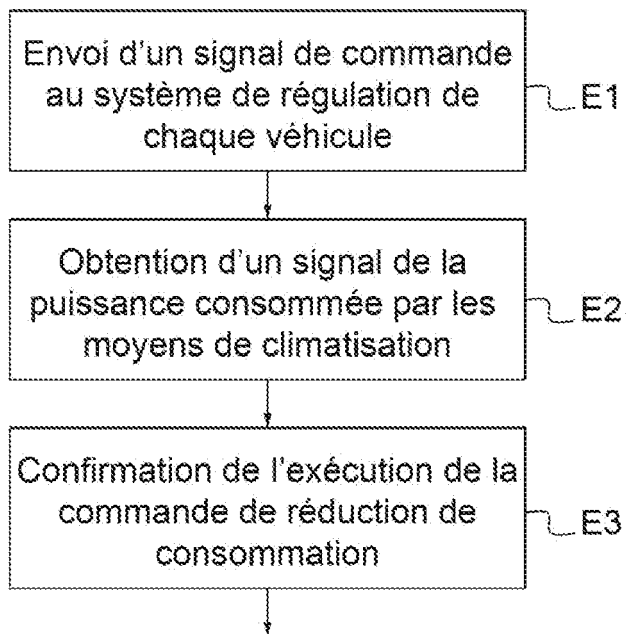 Envoi d'un signal de commande
au système de régulation de
chaque véhicule
E1
Obtention d'un signal de la
puissance consommée par les
moyens de climatisation
E2
Confirmation de l'exécution de la
commande de réduction de
consommation
E3